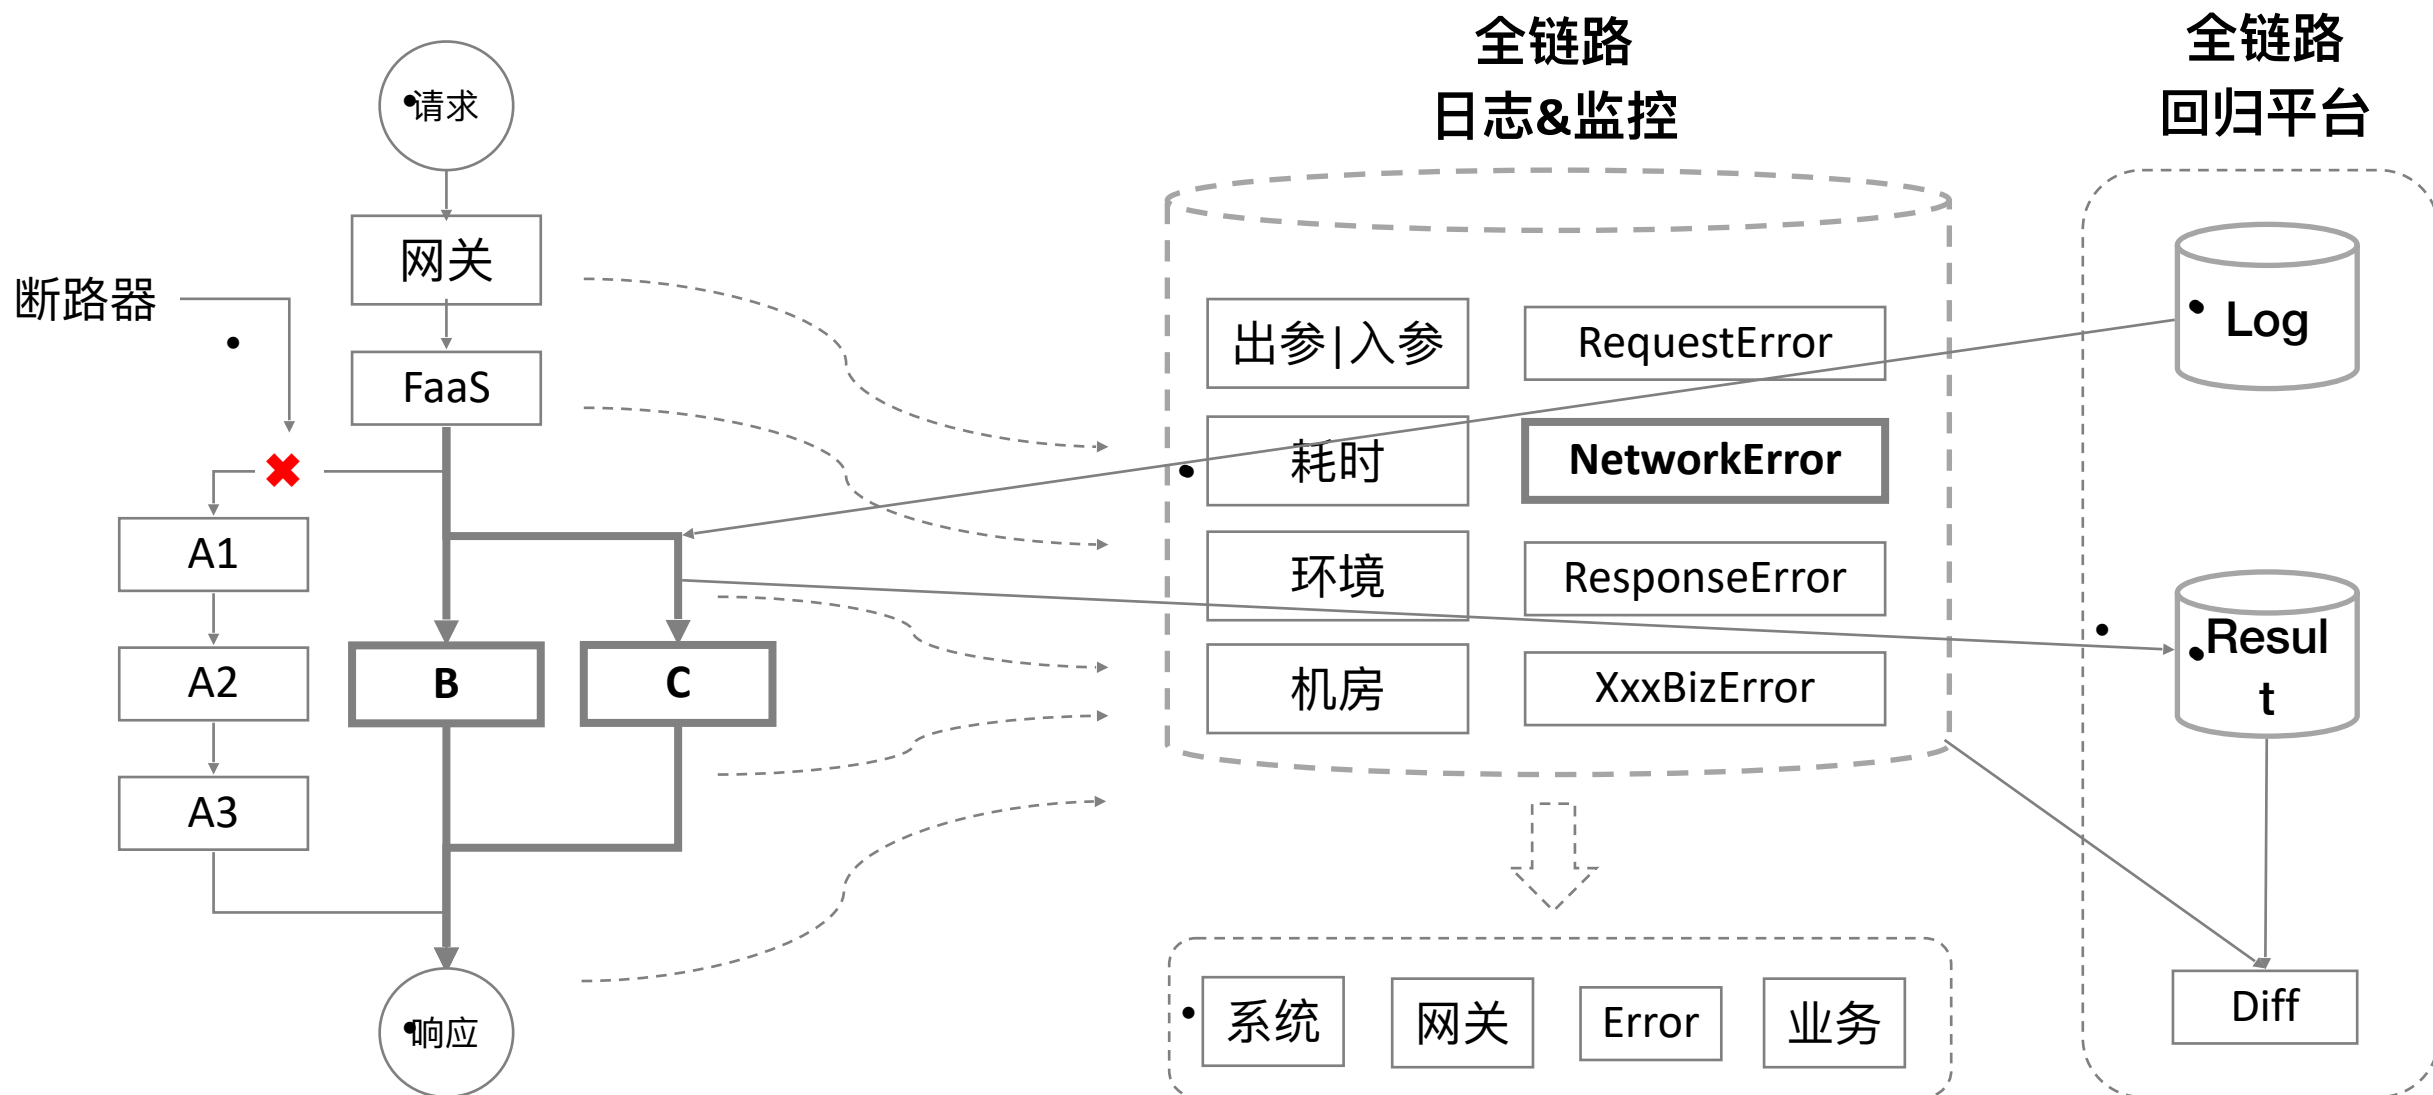 全链路
日志&监控
全链路
回归平台
请求
网关
断路器
FaaS
A1
A2
A3
B
C
响应
出参|入参
RequestError
耗时
NetworkError
环境
ResponseError
机房
XxxBizError
系统
网关
Error
业务
Log
Resul
t
Diff